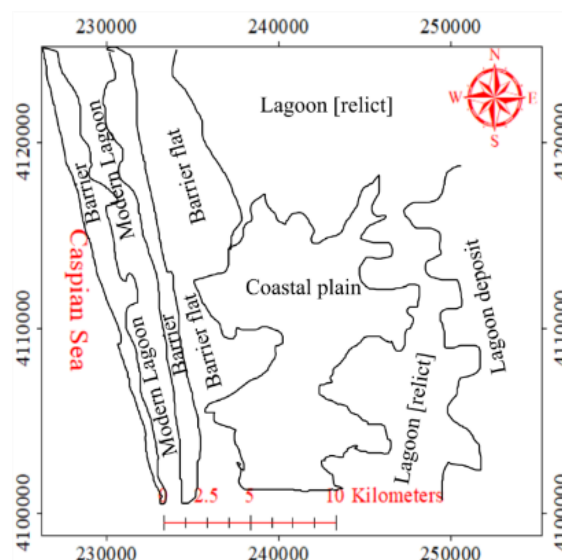 230000 240000 250000
N
W E
S
Lagoon [relict]
4120000
4120000
Barrier
Modern Lagoon
Barrier flat
Caspian Sea
Coastal plain
4110000
4110000
Modern Lagoon
Barrier
Barrier flat
Lagoon [relict]
Lagoon deposit
0 2.5 5 10 Kilometers
4100000
4100000
230000 240000 250000